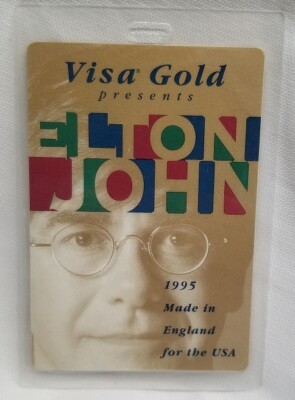 Visa® Gold
presents
ELTON
JOHN
1995
Made in
England
for the USA